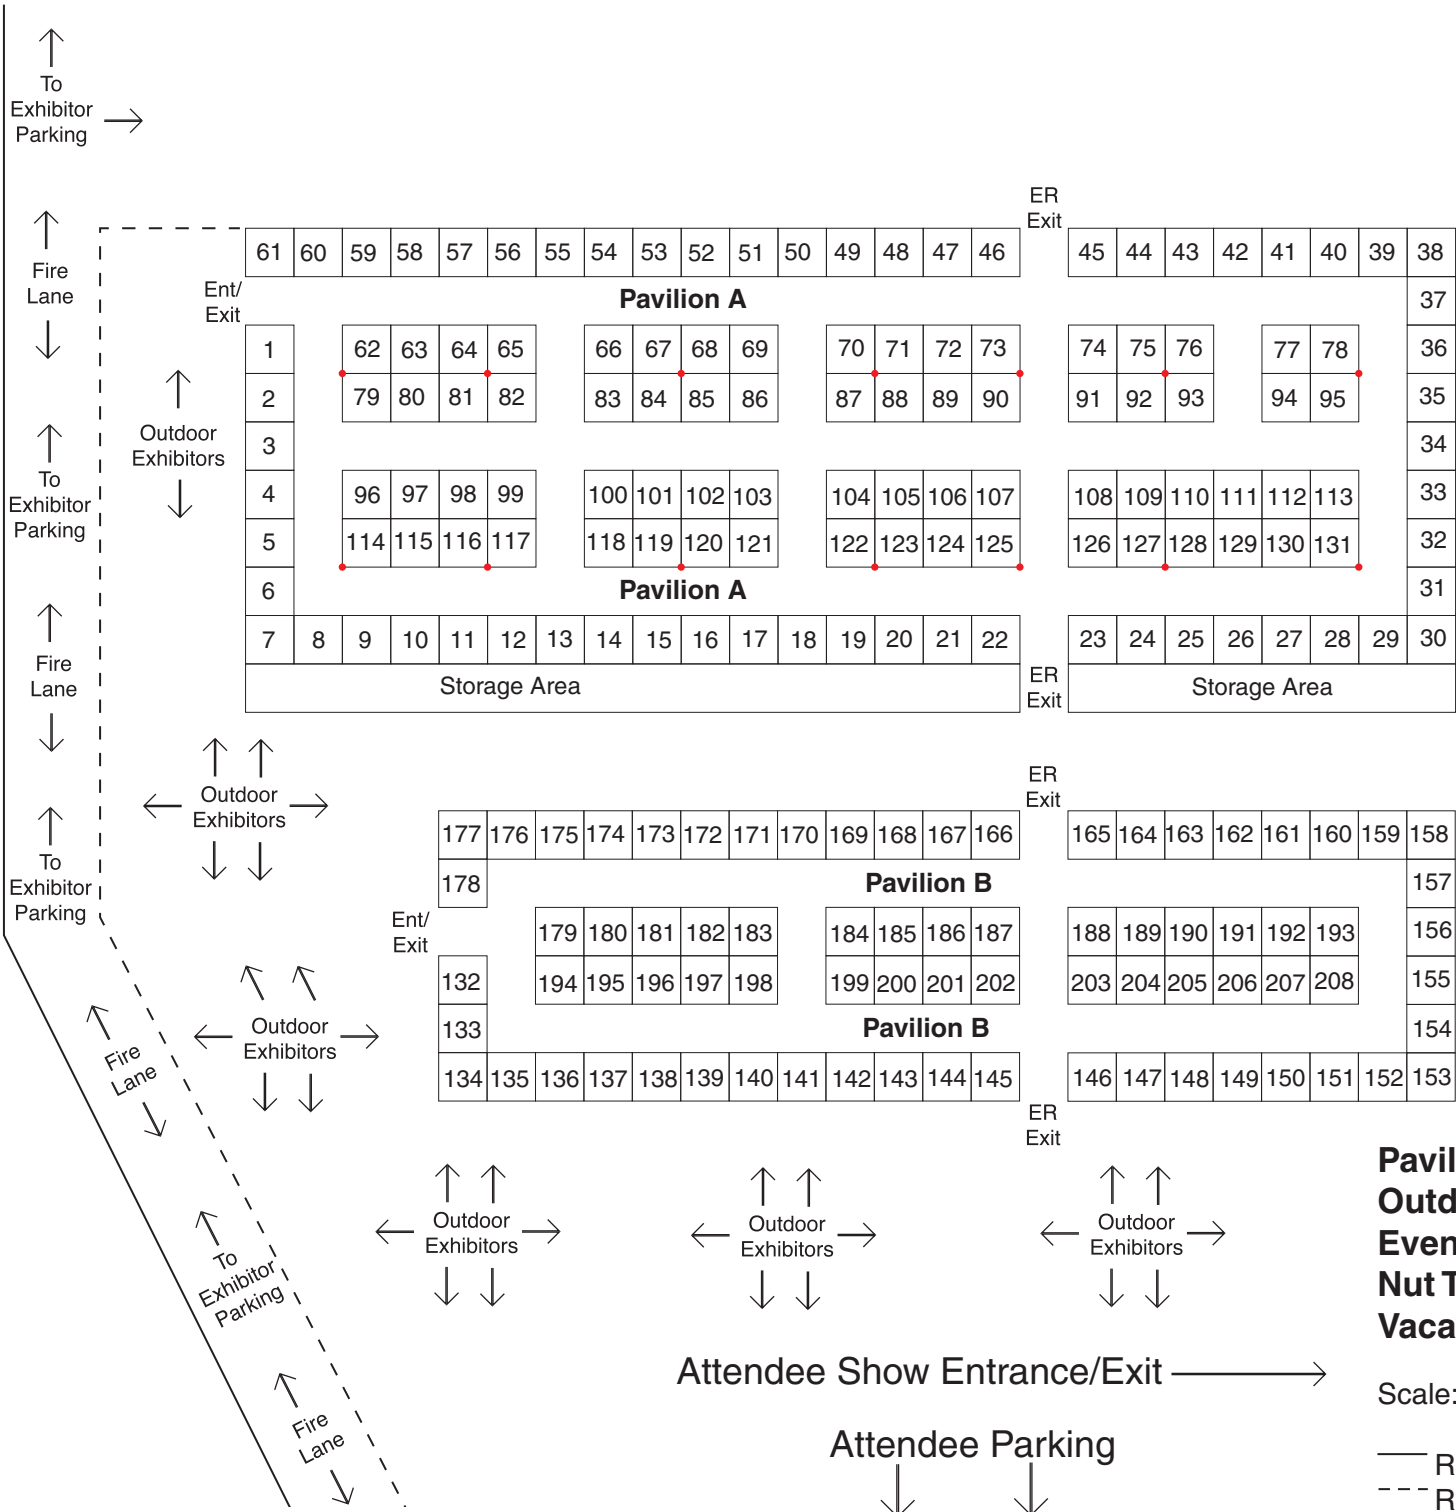 To
Exhibitor
Parking
ER
Exit
61 60 59 58 57 56 55 54 53 52 51 50 49 48 47 46 45 44 43 42 41 40 39 38
Fire
Lane
Ent/
Exit
Pavilion A
37
1 62 63 64 65 66 67 68 69 70 71 72 73 74 75 76 77 78 36
2 79 80 81 82 83 84 85 86 87 88 89 90 91 92 93 94 95 35
Outdoor
Exhibitors
3 34
To
Exhibitor
Parking
4 96 97 98 99 100 101 102 103 104 105 106 107 108 109 110 111 112 113 33
5 114 115 116 117 118 119 120 121 122 123 124 125 126 127 128 129 130 131 32
6 Pavilion A 31
7 8 9 10 11 12 13 14 15 16 17 18 19 20 21 22 23 24 25 26 27 28 29 30
Fire
Lane
Storage Area
ER
Exit
Storage Area
Outdoor
Exhibitors
ER
Exit
177 176 175 174 173 172 171 170 169 168 167 166 165 164 163 162 161 160 159 158
To
Exhibitor
Parking
178 Pavilion B 157
Ent/
Exit
179 180 181 182 183 184 185 186 187 188 189 190 191 192 193 156
132 194 195 196 197 198 199 200 201 202 203 204 205 206 207 208 155
Outdoor
Exhibitors
133 Pavilion B 154
Fire
Lane
134 135 136 137 138 139 140 141 142 143 144 145 146 147 148 149 150 151 152 153
ER
Exit
Outdoor
Exhibitors
Outdoor
Exhibitors
Outdoor
Exhibitors
Pavil
Outd
Even
Nut T
Vaca
To
Exhibitor
Parking
Attendee Show Entrance/Exit
Scale:
Fire
Lane
Attendee Parking
R
R